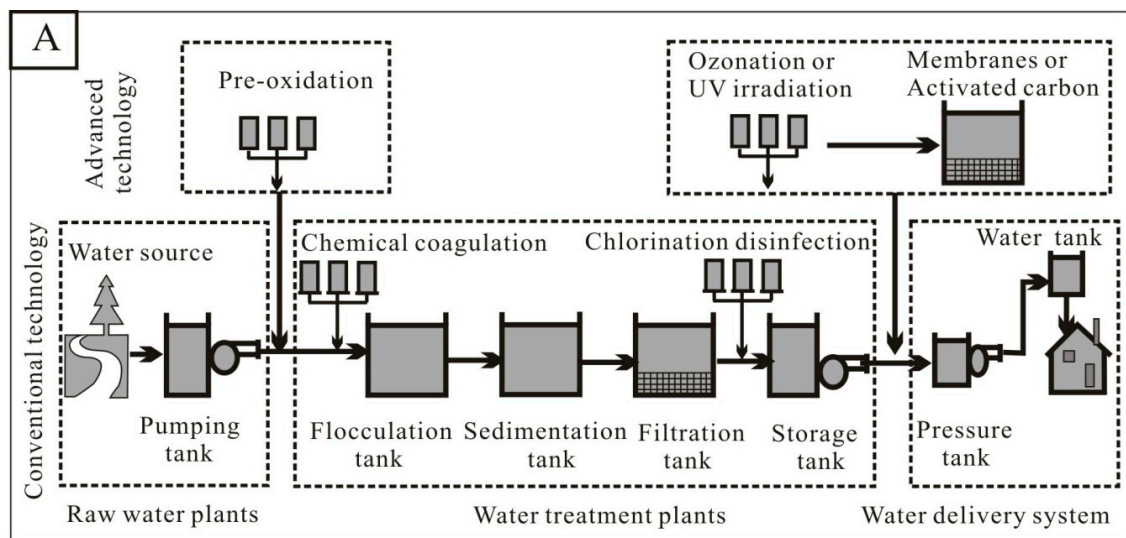 A
Advanced
technology
Pre-oxidation
Ozonation or
UV irradiation
Membranes or
Activated carbon
Conventional technology
Water source
Chemical coagulation
Chlorination disinfection
Water tank
Pumping
tank
Flocculation
tank
Sedimentation
tank
Filtration
tank
Storage
tank
Pressure
tank
Raw water plants
Water treatment plants
Water delivery system